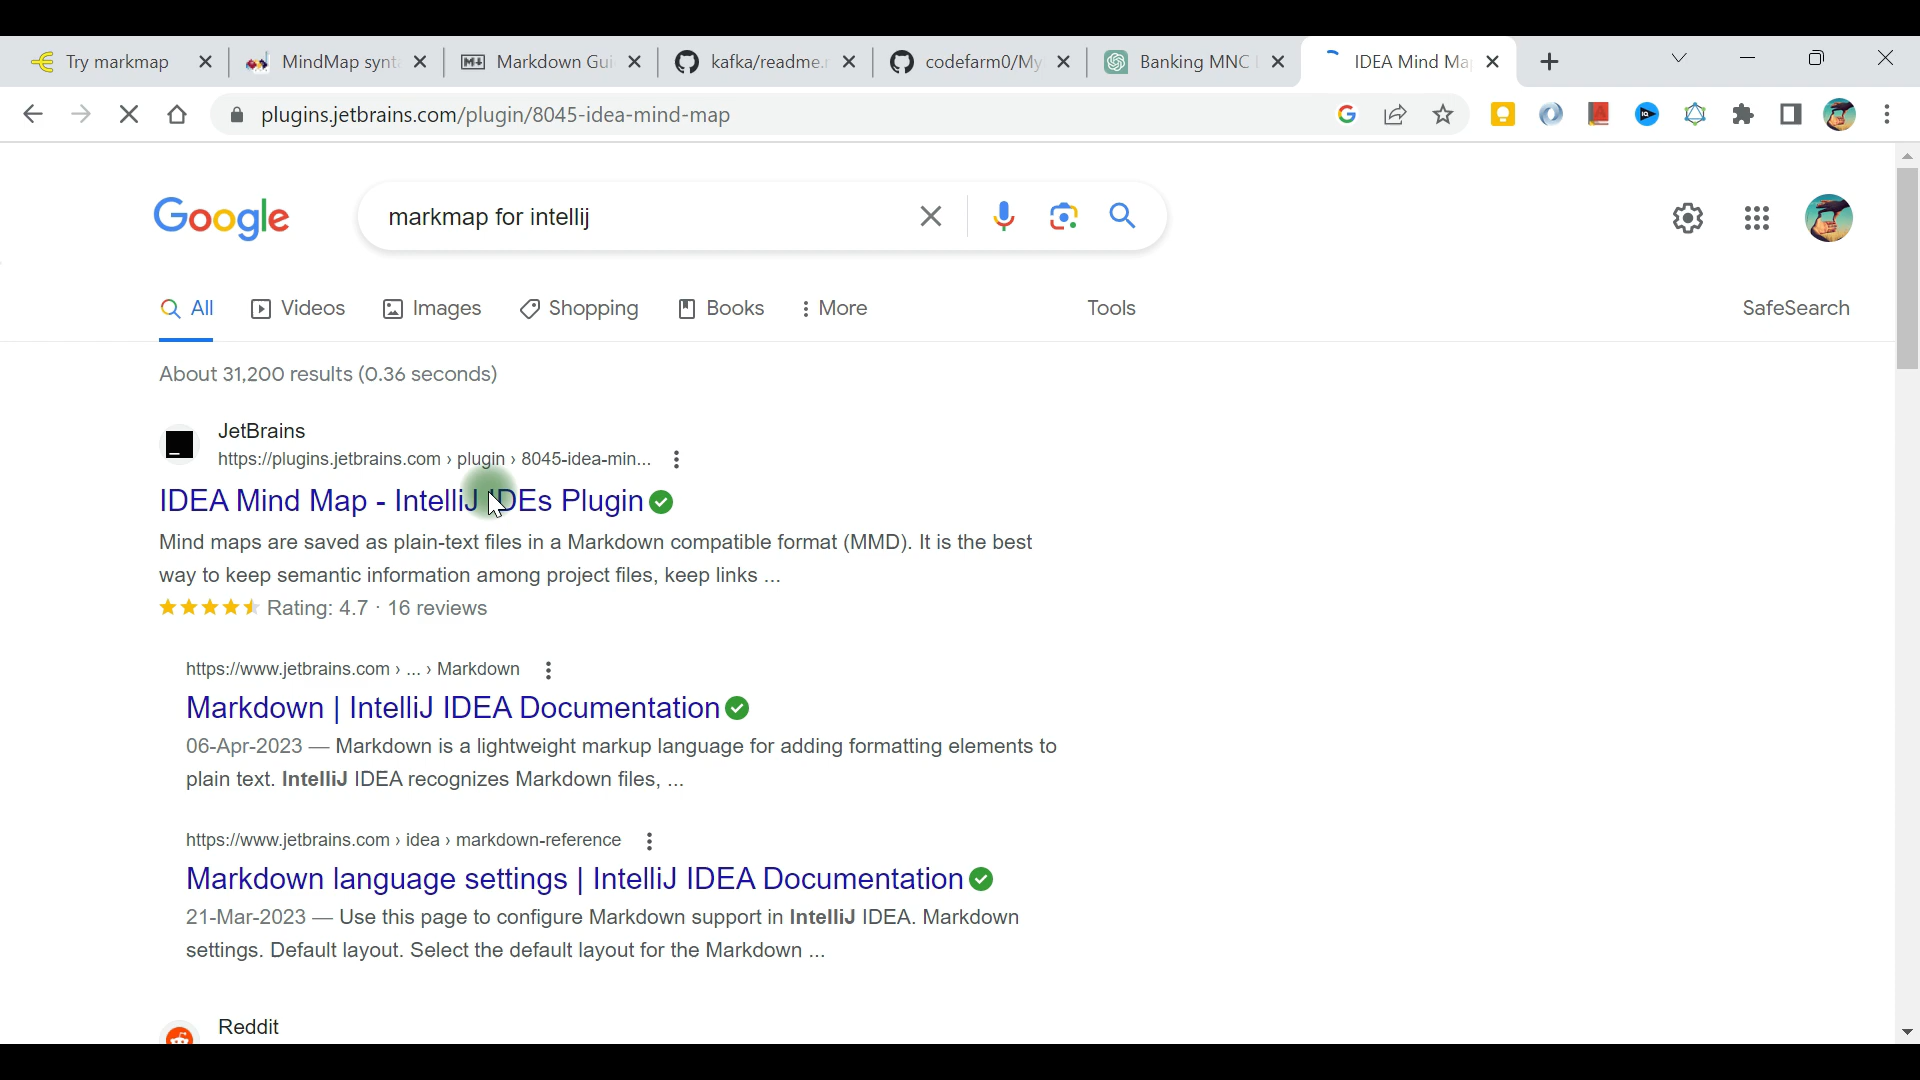 Try markmap
MindMap synt
Markdown Gui
kafka/readme.r
codefarm0/My
Banking MNC
IDEA Mind Ma
plugins.jetbrains.com/plugin/8045-idea-mind-map
Google
markmap for intellij
All
Videos
Images
Shopping
Books
More
Tools
SafeSearch
About 31,200 results (0.36 seconds)
JetBrains
https://plugins.jetbrains.com › plugin › 8045-idea-min...
IDEA Mind Map - IntelliJ IDEs Plugin
Mind maps are saved as plain-text files in a Markdown compatible format (MMD). It is the best
way to keep semantic information among project files, keep links ...
Rating: 4.7 · 16 reviews
https://www.jetbrains.com › ... › Markdown
Markdown | IntelliJ IDEA Documentation
06-Apr-2023 — Markdown is a lightweight markup language for adding formatting elements to
plain text. IntelliJ IDEA recognizes Markdown files, ...
https://www.jetbrains.com › idea › markdown-reference
Markdown language settings | IntelliJ IDEA Documentation
21-Mar-2023 — Use this page to configure Markdown support in IntelliJ IDEA. Markdown
settings. Default layout. Select the default layout for the Markdown ...
Reddit